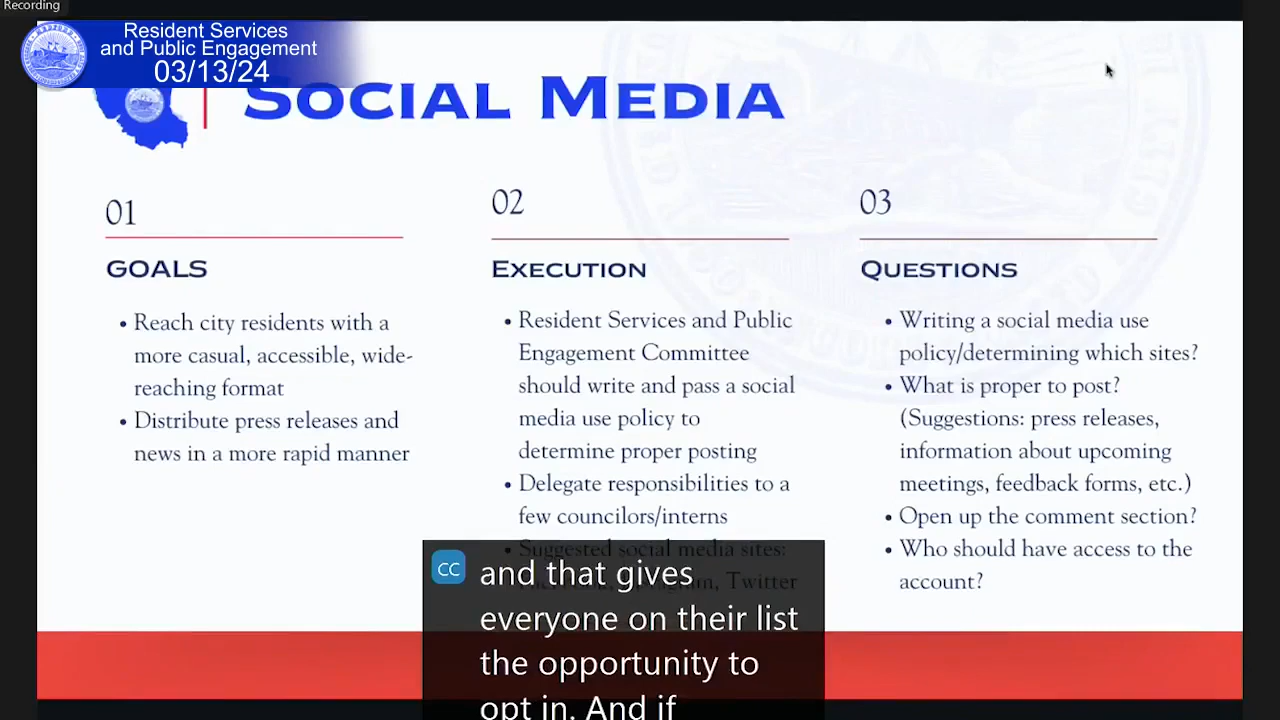 Recording
Resident Services
and Public Engagement
03/13/24
Social Media
01
GOALS
• Reach city residents with a
more casual, accessible, wide-
reaching format
• Distribute press releases and
news in a more rapid manner
02
Execution
• Resident Services and Public
Engagement Committee
should write and pass a social
media use policy to
determine proper posting
• Delegate responsibilities to a
few councilors/interns
• Suggested social media sites:
Twitter
03
Questions
• Writing a social media use
policy/determining which sites?
• What is proper to post?
(Suggestions: press releases,
information about upcoming
meetings, feedback forms, etc.)
• Open up the comment section?
• Who should have access to the
account?
CC
and that gives
everyone on their list
the opportunity to
opt in. And if